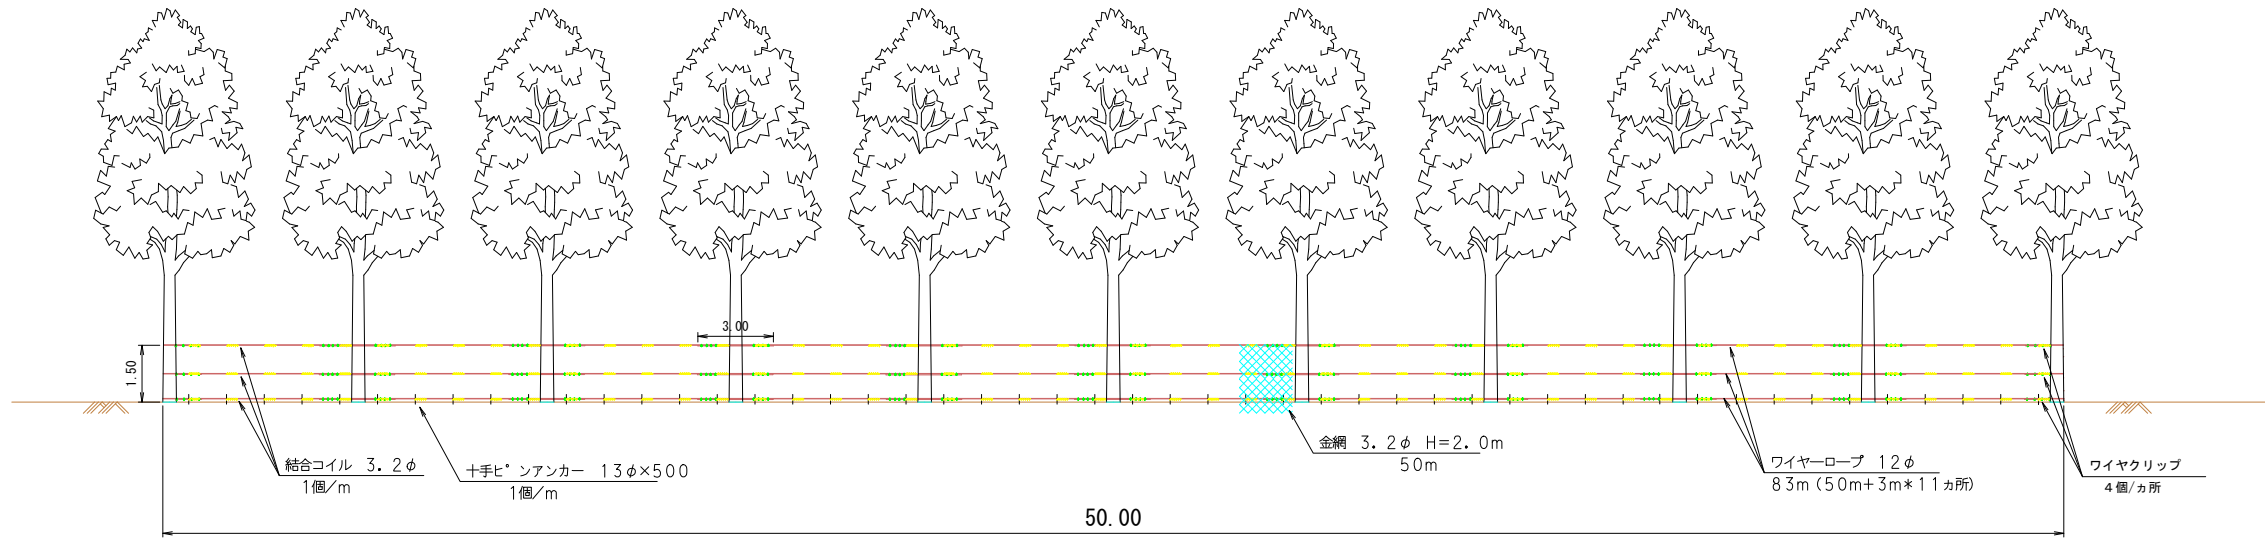 3.00
1.50
金網 3.2φ H=2.0m
50m
結合コイル 3.2φ
1個/m
十手ピンアンカー 13φ×500
1個/m
ワイヤーロープ 12φ
83m(50m+3m*11ヵ所)
ワイヤクリップ
4個/ヵ所
50.00